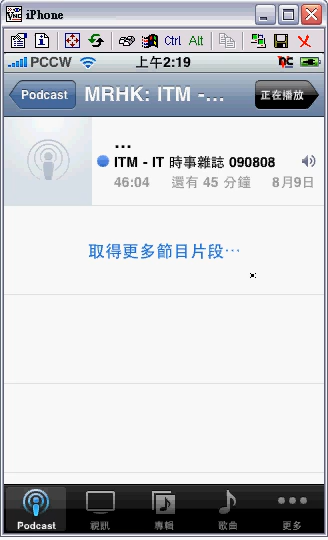 iPhone
Ctrl Alt
PCCW 上午2:19
Podcast MRHK: ITM -... 正在播放
...
ITM - IT 時事雜誌 090808
46:04 還有 45 分鐘 8月9日
取得更多節目片段…
Podcast 視訊 專輯 歌曲 更多